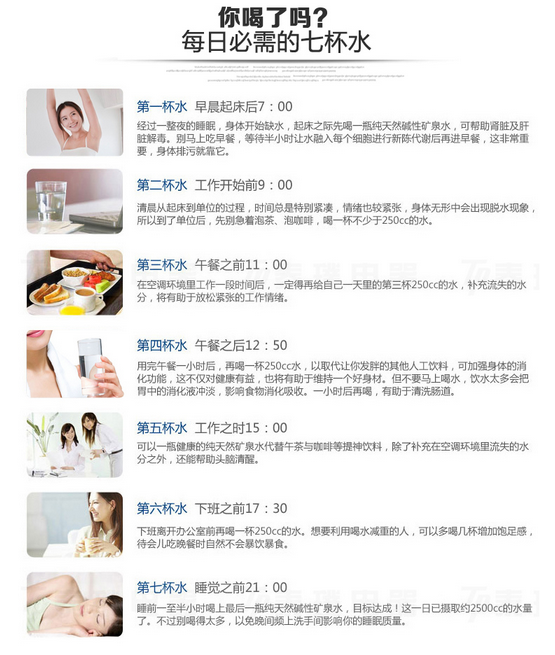 你喝了吗?
每日必需的七杯水
第一杯水 早晨起床后7：00
经过一整夜的睡眠，身体开始缺水，起床之际先喝一瓶纯天然碱性矿泉水，可帮助肾脏及肝
脏解毒。别马上吃早餐，等待半小时让水融入每个细胞进行新陈代谢后再进早餐，这非常重
要，身体排污就靠它。
第二杯水 工作开始前9：00
清晨从起床到单位的过程，时间总是特别紧凑，情绪也较紧张，身体无形中会出现脱水现象，
所以到了单位后，先别急着泡茶、泡咖啡，喝一杯不少于250cc的水。
第三杯水 午餐之前11：00
在空调环境里工作一段时间后，一定得再给自己一天里的第三杯250cc的水，补充流失的水
分，将有助于放松紧张的工作情绪。
第四杯水 午餐之后12：50
用完午餐一小时后，再喝一杯250cc水，以取代让你发胖的其他人工饮料，可加强身体的消
化功能，这不仅对健康有益，也将有助于维持一个好身材。但不要马上喝水，饮水太多会把
胃中的消化液冲淡，影响食物消化吸收。一小时后再喝，有助于清洗肠道。
第五杯水 工作之时15：00
可以一瓶健康的纯天然矿泉水代替午茶与咖啡等提神饮料，除了补充在空调环境里流失的水
分之外，还能帮助头脑清醒。
第六杯水 下班之前17：30
下班离开办公室前再喝一杯250cc的水。想要利用喝水减重的人，可以多喝几杯增加饱足感，
待会儿吃晚餐时自然不会暴饮暴食。
第七杯水 睡觉之前21：00
睡前一至半小时喝上最后一瓶纯天然碱性矿泉水，目标达成！这一日已摄取约2500cc的水量
了。不过别喝得太多，以免晚间频上洗手间影响你的睡眠质量。